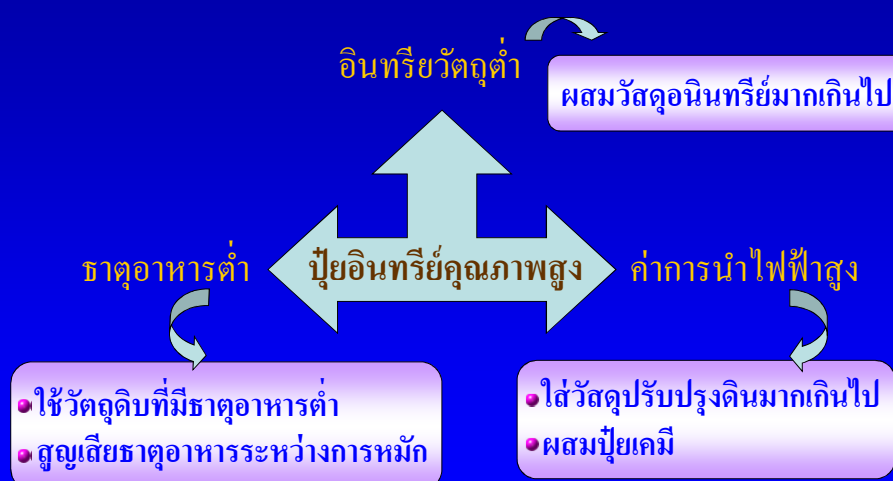 อินทรียวัตถุต่ำ
ผสมวัสดุอนินทรีย์มากเกินไป
ธาตุอาหารต่ำ
ปุ๋ยอินทรีย์คุณภาพสูง
ค่าการนำไฟฟ้าสูง
ใช้วัตถุดิบที่มีธาตุอาหารต่ำ
สูญเสียธาตุอาหารระหว่างการหมัก
ใส่วัสดุปรับปรุงดินมากเกินไป
ผสมปุ๋ยเคมี